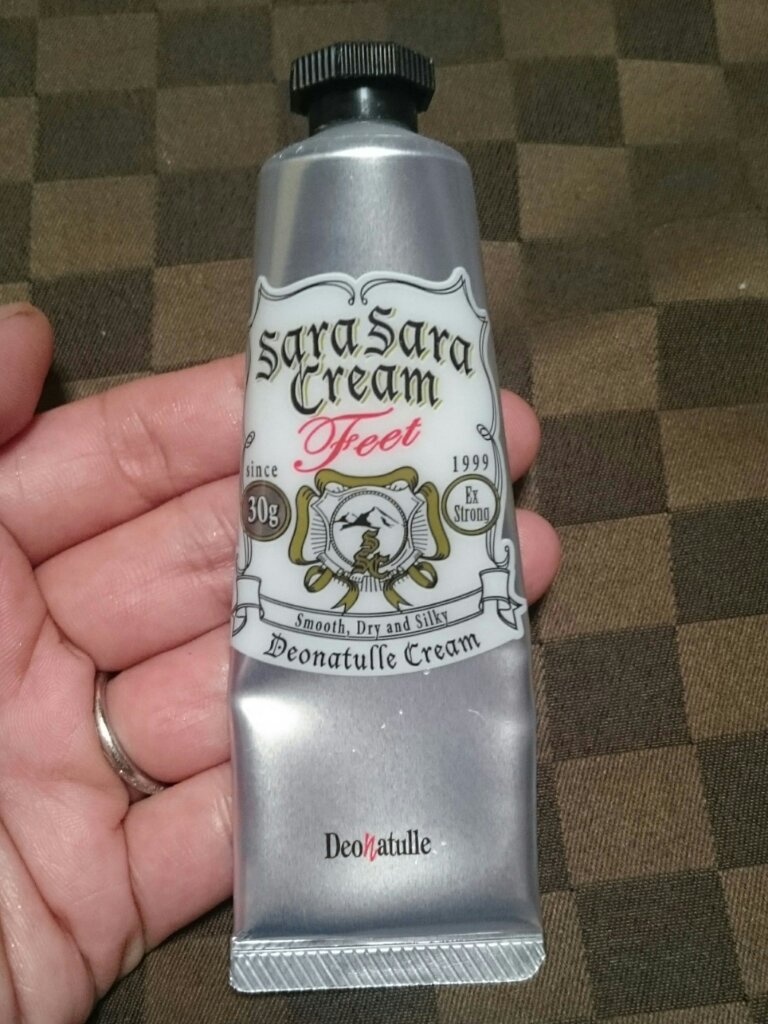 Sara Sara
Cream
Feet
since 1999
30g
Ex
Strong
Smooth, Dry and Silky
Deonatulle Cream
Deonatulle